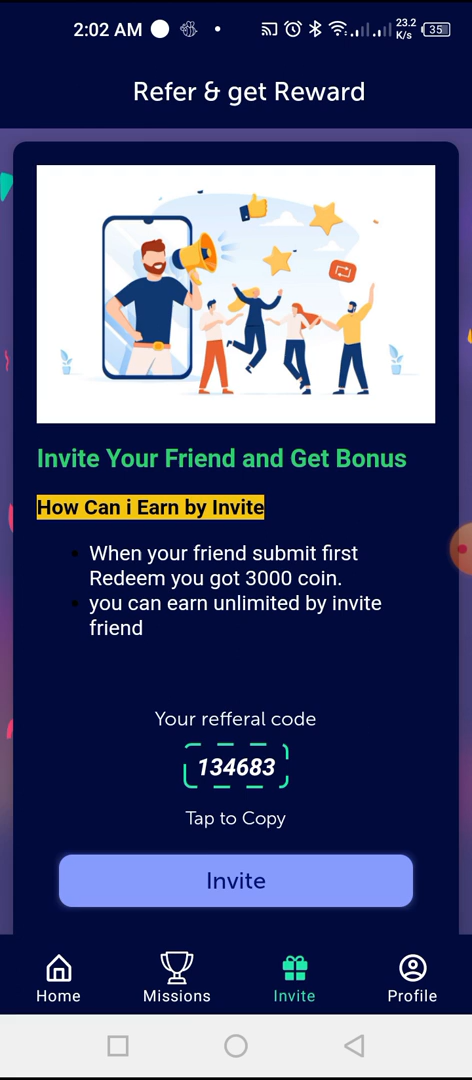 2:02 AM
23.2
K/s
35
Refer & get Reward
Invite Your Friend and Get Bonus
How Can i Earn by Invite
When your friend submit first
Redeem you got 3000 coin.
you can earn unlimited by invite
friend
Your refferal code
134683
Tap to Copy
Invite
Home
Missions
Invite
Profile